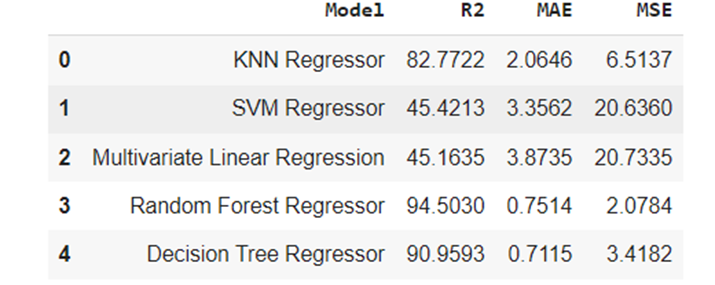 Model R2 MAE MSE
0 KNN Regressor 82.7722 2.0646 6.5137
1 SVM Regressor 45.4213 3.3562 20.6360
2 Multivariate Linear Regression 45.1635 3.8735 20.7335
3 Random Forest Regressor 94.5030 0.7514 2.0784
4 Decision Tree Regressor 90.9593 0.7115 3.4182